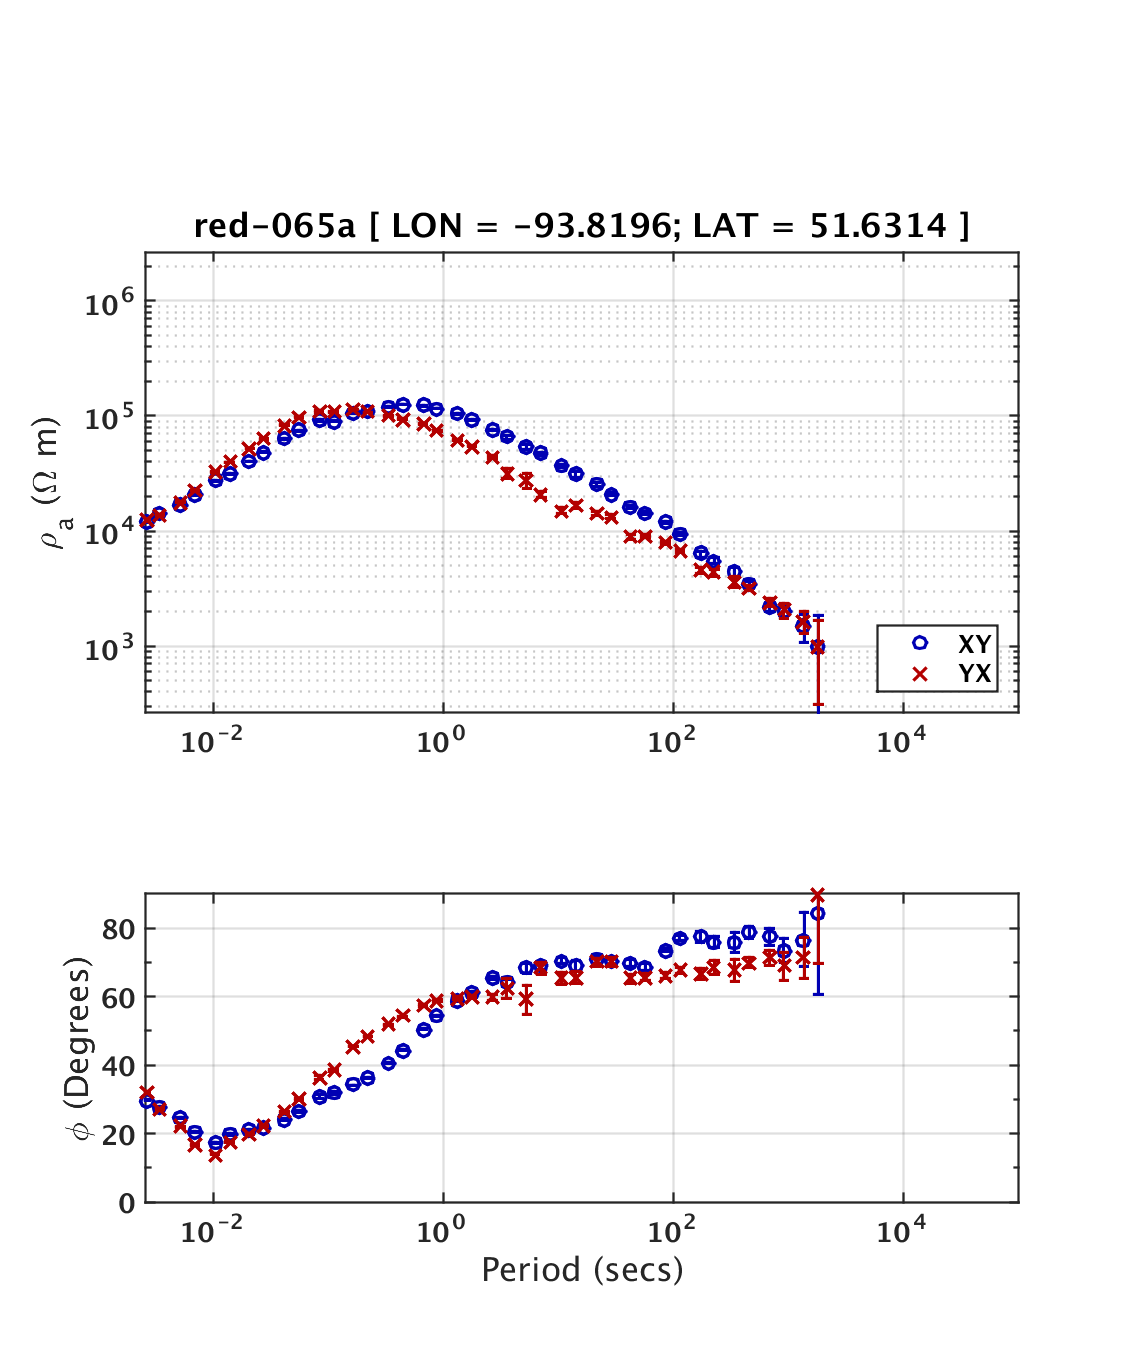 red-065a [ LON = -93.8196; LAT = 51.6314 ]
10^6
10^5
10^4
10^3
ρ_a (Ω m)
XY
YX
10^-2 10^0 10^2 10^4
80
60
40
20
0
ϕ (Degrees)
10^-2 10^0 10^2 10^4
Period (secs)